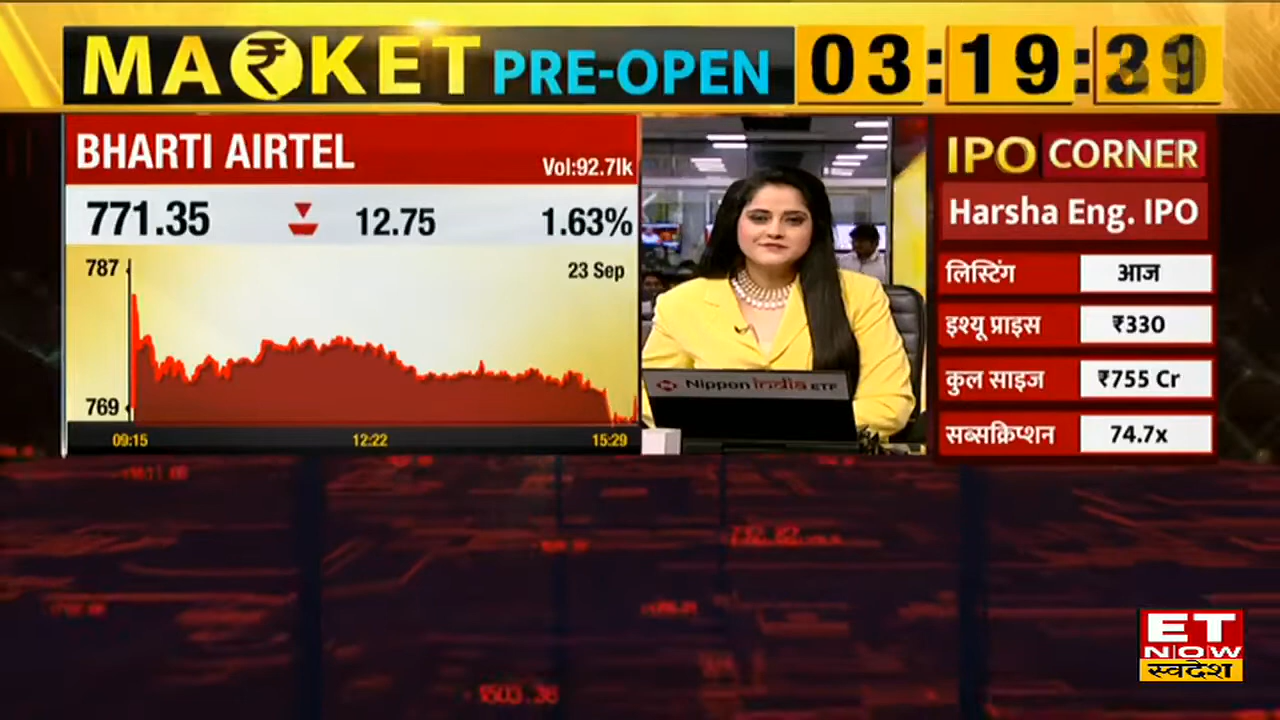 MA₹KET PRE-OPEN 03:19:39
BHARTI AIRTEL
Vol:92.7lk
771.35 12.75 1.63%
787
23 Sep
769
09:15 12:22 15:29
Nippon india ETF
IPO CORNER
Harsha Eng. IPO
लिस्टिंग आज
इश्यू प्राइस ₹330
कुल साइज ₹755 Cr
सब्सक्रिप्शन 74.7x
ET
NOW
स्वदेश